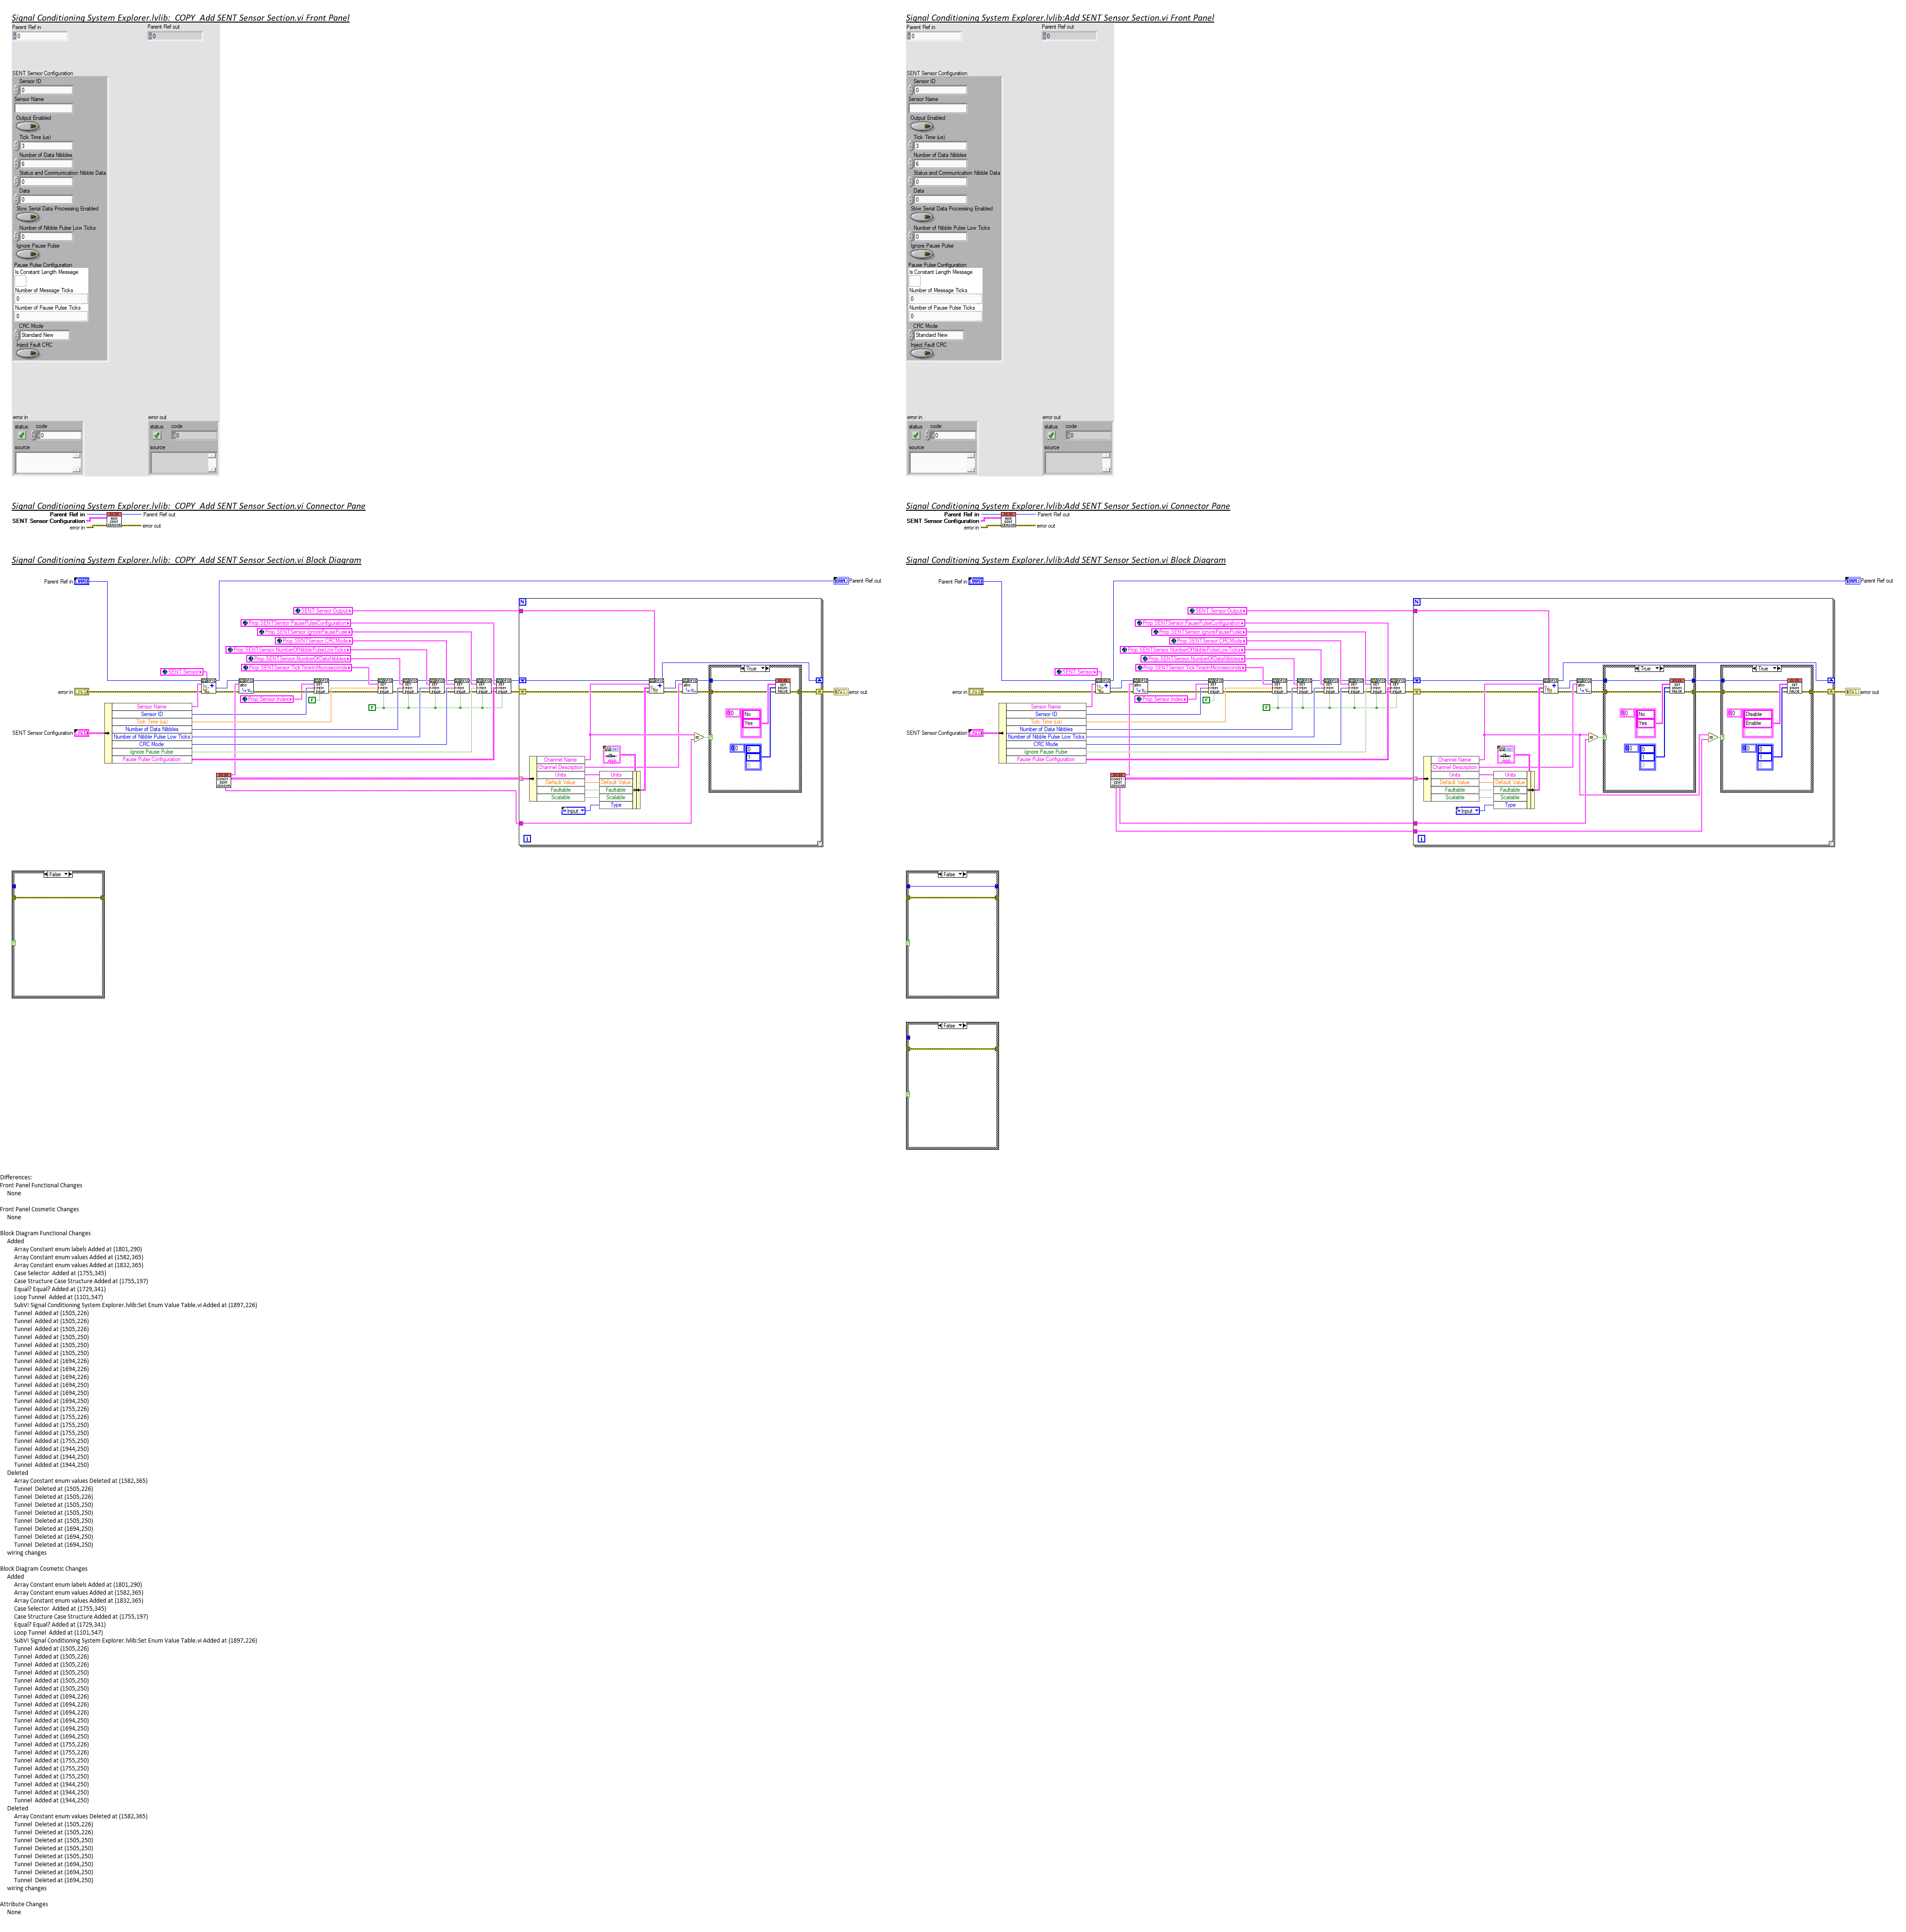 Signal Conditioning System Explorer.lvlib:_COPY_Add SENT Sensor Section.vi Front Panel
Parent Ref in
Parent Ref out
0
0
SENT Sensor Configuration
Sensor ID
0
Sensor Name
Output Enabled
Tick Time (us)
3
Number of Data Nibbles
6
Status and Communication Nibble Data
0
Data
0
Slow Serial Data Processing Enabled
Number of Nibble Pulse Low Ticks
0
Ignore Pause Pulse
Pause Pulse Configuration
Is Constant Length Message
Number of Message Ticks
0
Number of Pause Pulse Ticks
0
CRC Mode
Standard New
Inject Fault CRC
error in
error out
status code
status code
0
0
source
Signal Conditioning System Explorer.lvlib:Add SENT Sensor Section.vi Front Panel
Parent Ref in
Parent Ref out
0
0
SENT Sensor Configuration
Sensor ID
0
Sensor Name
Output Enabled
Tick Time (us)
3
Number of Data Nibbles
6
Status and Communication Nibble Data
0
Data
0
Slow Serial Data Processing Enabled
Number of Nibble Pulse Low Ticks
0
Ignore Pause Pulse
Pause Pulse Configuration
Is Constant Length Message
Number of Message Ticks
0
Number of Pause Pulse Ticks
0
CRC Mode
Standard New
Inject Fault CRC
error in
error out
status code
status code
0
0
source
source
Signal Conditioning System Explorer.lvlib:_COPY_Add SENT Sensor Section.vi Connector Pane
Parent Ref in
Parent Ref out
SENT Sensor Configuration
error in
error out
Signal Conditioning System Explorer.lvlib:Add SENT Sensor Section.vi Connector Pane
Parent Ref in
Parent Ref out
SENT Sensor Configuration
error in
error out
Signal Conditioning System Explorer.lvlib:_COPY_Add SENT Sensor Section.vi Block Diagram
Parent Ref in
Parent Ref out
SENT Sensor Output
Prop.SENTSensor.PausePulseConfiguration
Prop.SENTSensor.IgnorePausePulse
Prop.SENTSensor.CRCMode
Prop.SENTSensor.NumberOfNibblePulseLowTicks
Prop.SENTSensor.NumberOfDataNibbles
Prop.SENTSensor.TickTimeInMicroseconds
SENT Sensor
True
error in
error out
Prop.Sensor.Index
Sensor Name
Sensor ID
Tick Time (us)
Number of Data Nibbles
Number of Nibble Pulse Low Ticks
CRC Mode
Ignore Pause Pulse
Pause Pulse Configuration
SENT Sensor Configuration
No
Yes
0
1
Channel Name
Channel Description
Units
Default Value
Faultable
Scalable
Units
Default Value
Faultable
Scalable
Type
Input
False
Signal Conditioning System Explorer.lvlib:Add SENT Sensor Section.vi Block Diagram
Parent Ref in
Parent Ref out
SENT Sensor Output
Prop.SENTSensor.PausePulseConfiguration
Prop.SENTSensor.IgnorePausePulse
Prop.SENTSensor.CRCMode
Prop.SENTSensor.NumberOfNibblePulseLowTicks
Prop.SENTSensor.NumberOfDataNibbles
Prop.SENTSensor.TickTimeInMicroseconds
SENT Sensor
True
True
error in
error out
Prop.Sensor.Index
Sensor Name
Sensor ID
Tick Time (us)
Number of Data Nibbles
Number of Nibble Pulse Low Ticks
CRC Mode
Ignore Pause Pulse
Pause Pulse Configuration
SENT Sensor Configuration
No
Yes
0
1
Disable
Enable
0
1
Channel Name
Channel Description
Units
Default Value
Faultable
Scalable
Units
Default Value
Faultable
Scalable
Type
Input
False
False
Differences:
Front Panel Functional Changes
None
Front Panel Cosmetic Changes
None
Block Diagram Functional Changes
Added
Array Constant enum labels Added at (1801,290)
Array Constant enum values Added at (1582,365)
Array Constant enum values Added at (1832,365)
Case Selector Added at (1755,345)
Case Structure Case Structure Added at (1755,197)
Equal? Equal? Added at (1729,341)
Loop Tunnel Added at (1101,547)
SubVI Signal Conditioning System Explorer.lvlib:Set Enum Value Table.vi Added at (1897,226)
Tunnel Added at (1505,226)
Tunnel Added at (1505,226)
Tunnel Added at (1505,226)
Tunnel Added at (1505,250)
Tunnel Added at (1505,250)
Tunnel Added at (1505,250)
Tunnel Added at (1694,226)
Tunnel Added at (1694,226)
Tunnel Added at (1694,226)
Tunnel Added at (1694,250)
Tunnel Added at (1694,250)
Tunnel Added at (1694,250)
Tunnel Added at (1755,226)
Tunnel Added at (1755,226)
Tunnel Added at (1755,250)
Tunnel Added at (1755,250)
Tunnel Added at (1755,250)
Tunnel Added at (1944,250)
Tunnel Added at (1944,250)
Tunnel Added at (1944,250)
Deleted
Array Constant enum values Deleted at (1582,365)
Tunnel Deleted at (1505,226)
Tunnel Deleted at (1505,226)
Tunnel Deleted at (1505,250)
Tunnel Deleted at (1505,250)
Tunnel Deleted at (1505,250)
Tunnel Deleted at (1694,250)
Tunnel Deleted at (1694,250)
Tunnel Deleted at (1694,250)
wiring changes
Block Diagram Cosmetic Changes
Added
Array Constant enum labels Added at (1801,290)
Array Constant enum values Added at (1582,365)
Array Constant enum values Added at (1832,365)
Case Selector Added at (1755,345)
Case Structure Case Structure Added at (1755,197)
Equal? Equal? Added at (1729,341)
Loop Tunnel Added at (1101,547)
SubVI Signal Conditioning System Explorer.lvlib:Set Enum Value Table.vi Added at (1897,226)
Tunnel Added at (1505,226)
Tunnel Added at (1505,226)
Tunnel Added at (1505,226)
Tunnel Added at (1505,250)
Tunnel Added at (1505,250)
Tunnel Added at (1505,250)
Tunnel Added at (1694,226)
Tunnel Added at (1694,226)
Tunnel Added at (1694,226)
Tunnel Added at (1694,250)
Tunnel Added at (1694,250)
Tunnel Added at (1694,250)
Tunnel Added at (1755,226)
Tunnel Added at (1755,226)
Tunnel Added at (1755,250)
Tunnel Added at (1755,250)
Tunnel Added at (1755,250)
Tunnel Added at (1944,250)
Tunnel Added at (1944,250)
Tunnel Added at (1944,250)
Deleted
Array Constant enum values Deleted at (1582,365)
Tunnel Deleted at (1505,226)
Tunnel Deleted at (1505,226)
Tunnel Deleted at (1505,250)
Tunnel Deleted at (1505,250)
Tunnel Deleted at (1505,250)
Tunnel Deleted at (1694,250)
Tunnel Deleted at (1694,250)
Tunnel Deleted at (1694,250)
wiring changes
Attribute Changes
None